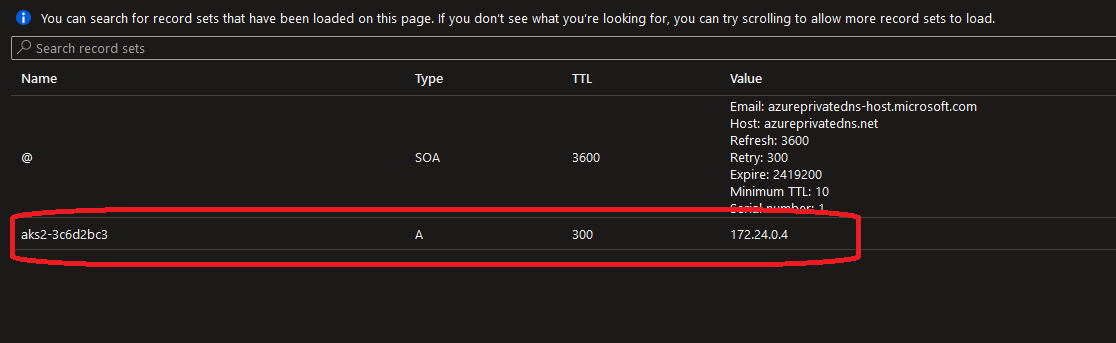 You can search for record sets that have been loaded on this page. If you don't see what you're looking for, you can try scrolling to allow more record sets to load.
Search record sets
Name Type TTL Value
@ SOA 3600
Email: azureprivatedns-host.microsoft.com
Host: azureprivatedns.net
Refresh: 3600
Retry: 300
Expire: 2419200
Minimum TTL: 10
Serial number: 1
aks2-3c6d2bc3 A 300 172.24.0.4